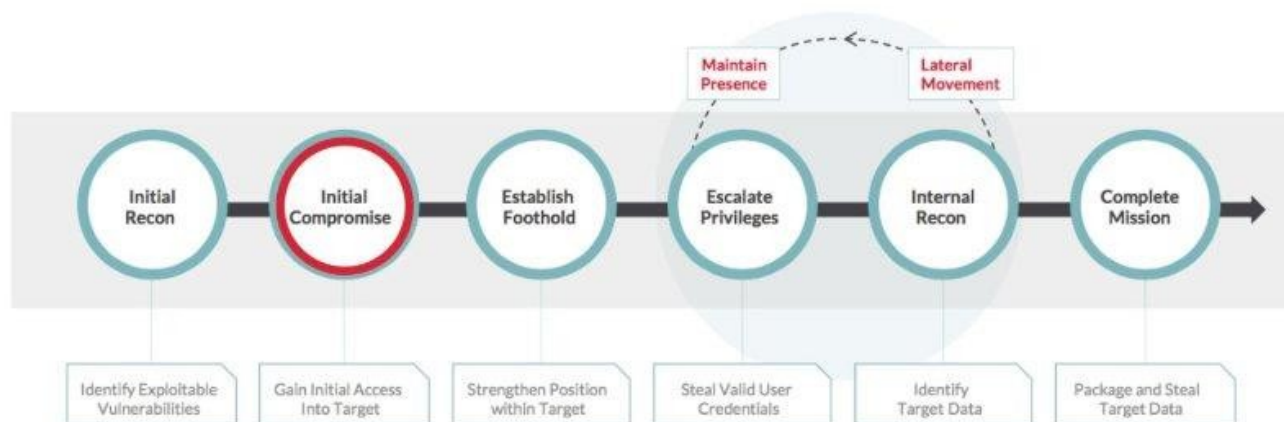 Maintain
Presence
Lateral
Movement
Initial
Recon
Initial
Compromise
Establish
Foothold
Escalate
Privileges
Internal
Recon
Complete
Mission
Identify Exploitable
Vulnerabilities
Gain Initial Access
Into Target
Strengthen Position
within Target
Steal Valid User
Credentials
Identify
Target Data
Package and Steal
Target Data